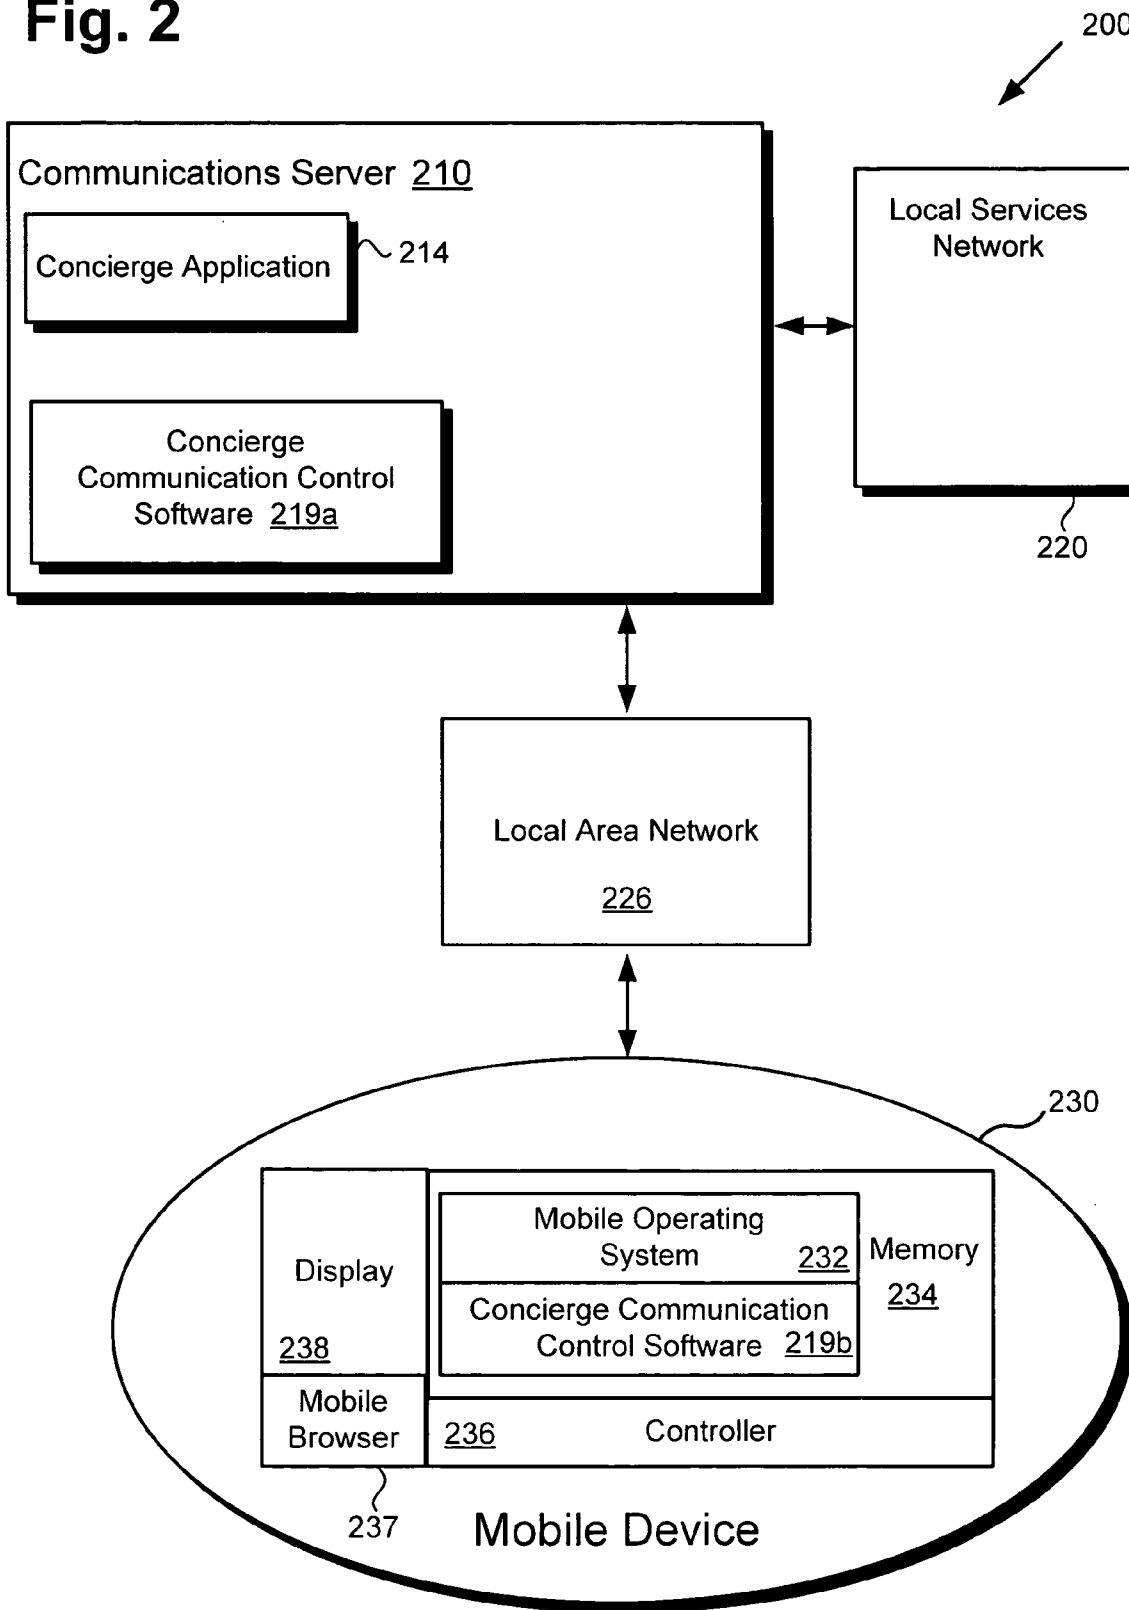 Fig. 2
200
Communications Server 210
Concierge Application
214
Local Services
Network
Concierge
Communication Control
Software 219a
220
Local Area Network
226
230
Mobile Operating
System 232
Memory
234
Display
238
Concierge Communication
Control Software 219b
Mobile
Browser
236 Controller
237
Mobile Device